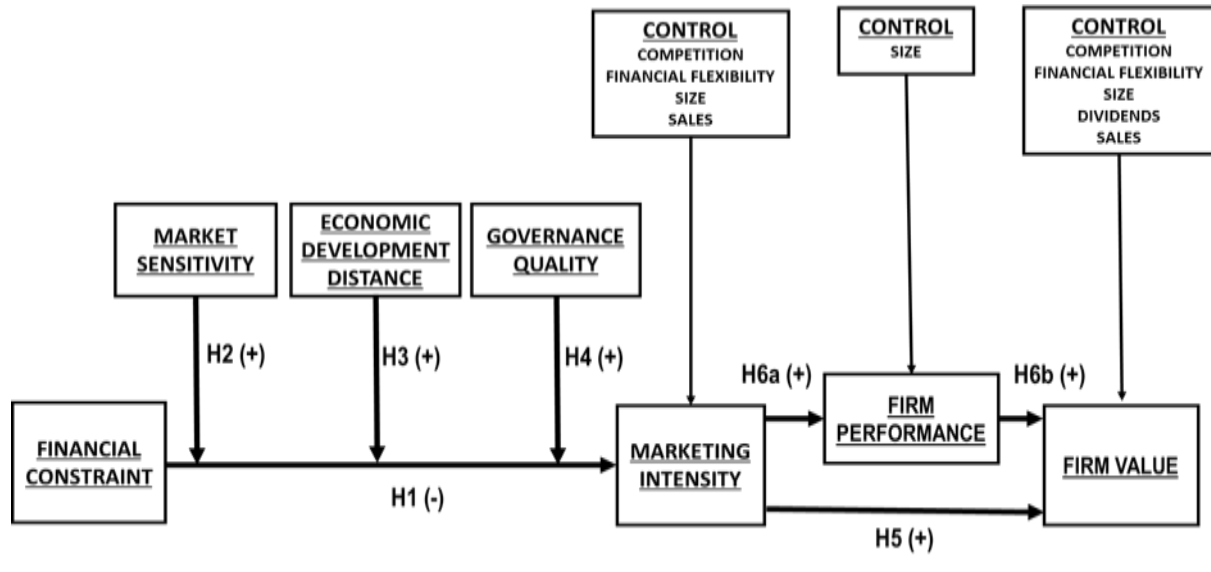 CONTROL
COMPETITION
FINANCIAL FLEXIBILITY
SIZE
SALES
CONTROL
SIZE
CONTROL
COMPETITION
FINANCIAL FLEXIBILITY
SIZE
DIVIDENDS
SALES
MARKET
SENSITIVITY
ECONOMIC
DEVELOPMENT
DISTANCE
GOVERNANCE
QUALITY
H2 (+)
H3 (+)
H4 (+)
H6a (+)
H6b (+)
FINANCIAL
CONSTRAINT
H1 (-)
MARKETING
INTENSITY
FIRM
PERFORMANCE
FIRM VALUE
H5 (+)